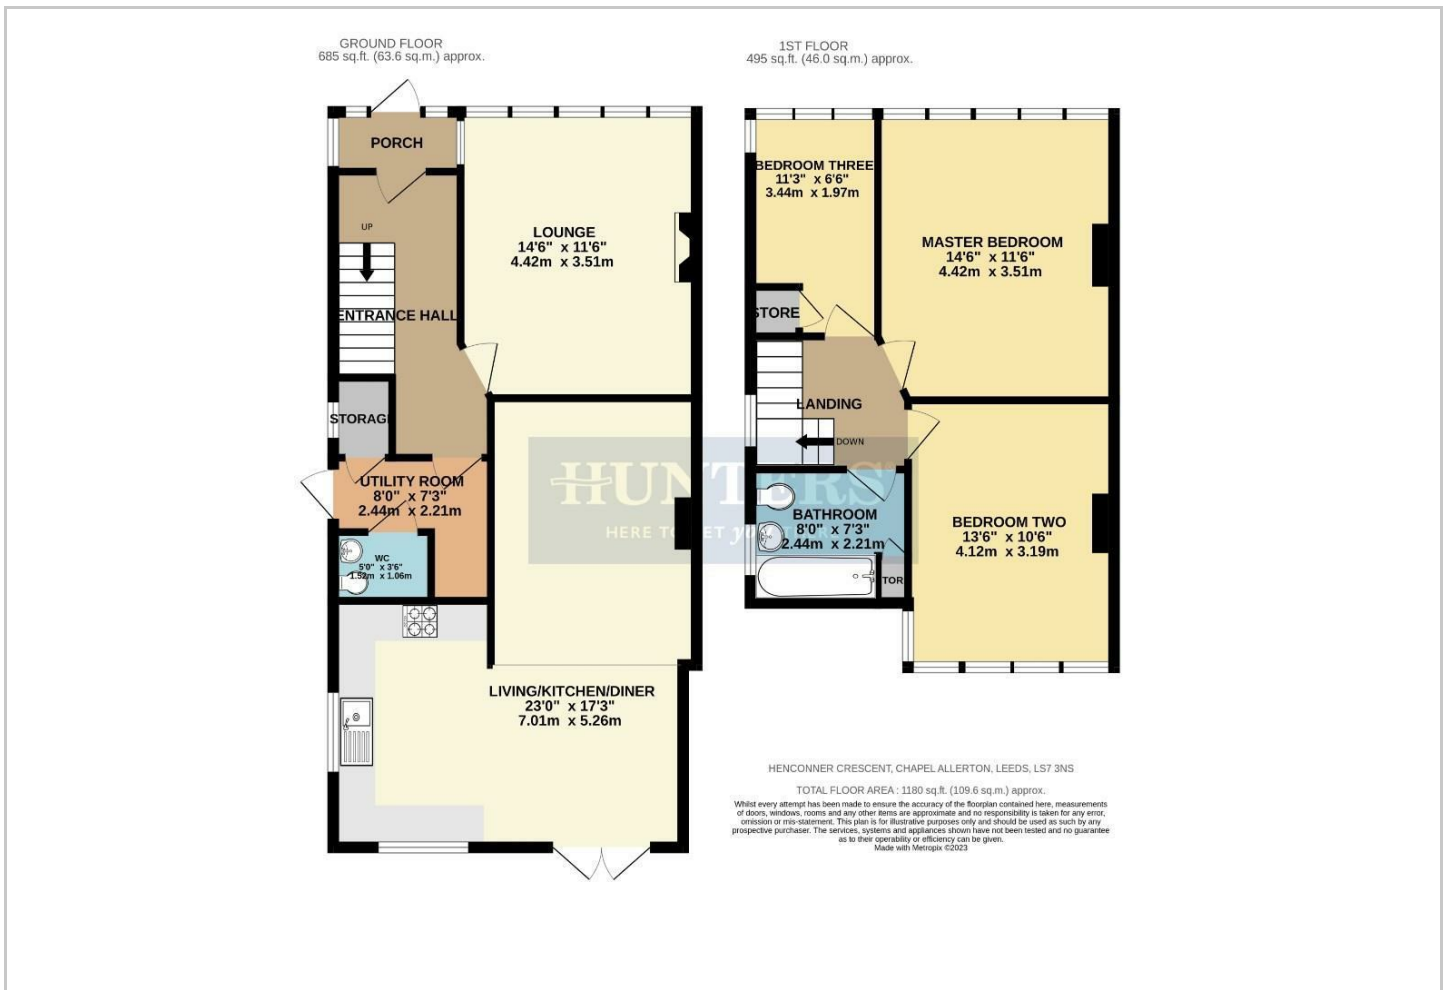 GROUND FLOOR
685 sq.ft. (63.6 sq.m.) approx.
PORCH
LOUNGE
14'6" x 11'6"
4.42m x 3.51m
UP
ENTRANCE HALL
STORAGE
UTILITY ROOM
8'0" x 7'3"
2.44m x 2.21m
WC
5'0" x 3'6"
1.52m x 1.06m
LIVING/KITCHEN/DINER
23'0" x 17'3"
7.01m x 5.26m
HUNTERS
HERE TO GET you THERE
1ST FLOOR
495 sq.ft. (46.0 sq.m.) approx.
BEDROOM THREE
11'3" x 6'6"
3.44m x 1.97m
MASTER BEDROOM
14'6" x 11'6"
4.42m x 3.51m
STORE
LANDING
DOWN
BATHROOM
8'0" x 7'3"
2.44m x 2.21m
TOR
BEDROOM TWO
13'6" x 10'6"
4.12m x 3.19m
HENCONNER CRESCENT, CHAPEL ALLERTON, LEEDS, LS7 3NS
TOTAL FLOOR AREA : 1180 sq.ft. (109.6 sq.m.) approx.
Whilst every attempt has been made to ensure the accuracy of the floorplan contained here, measurements
of doors, windows, rooms and any other items are approximate and no responsibility is taken for any error,
omission or mis-statement. This plan is for illustrative purposes only and should be used as such by any
prospective purchaser. The services, systems and appliances shown have not been tested and no guarantee
as to their operability or efficiency can be given.
Made with Metropix ©2023